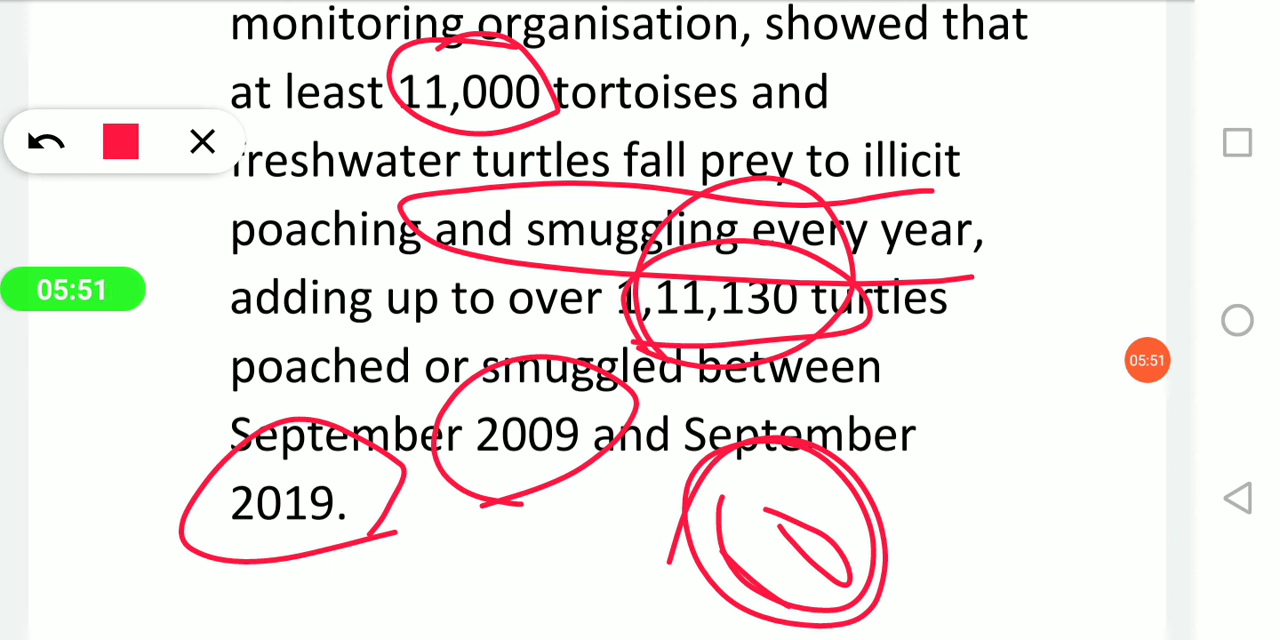 monitoring organisation, showed that
at least 11,000 tortoises and
freshwater turtles fall prey to illicit
poaching and smuggling every year,
adding up to over 1,11,130 turtles
poached or smuggled between
September 2009 and September
2019.
05:51
05:51